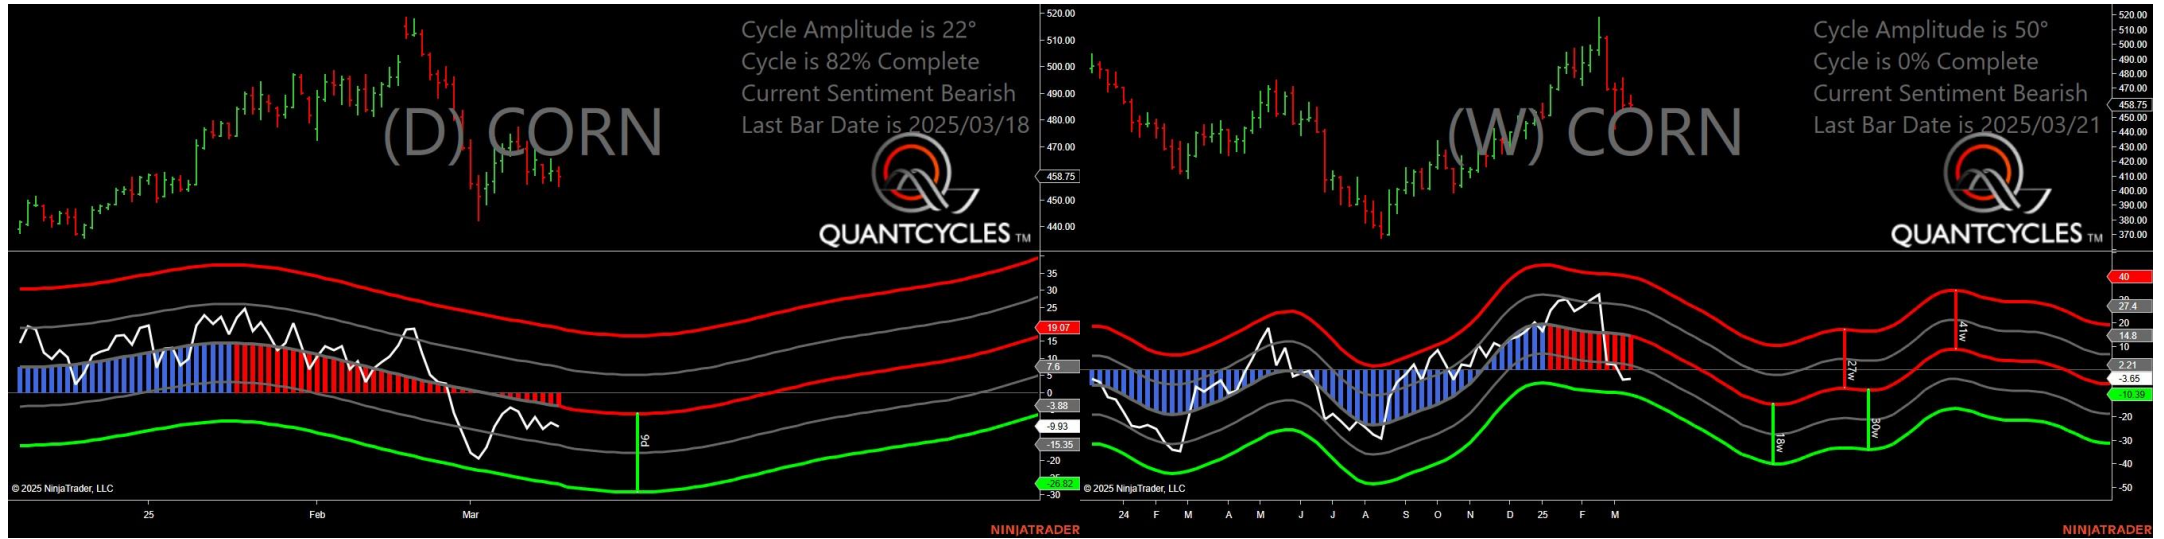 Cycle Amplitude is 22°
Cycle is 82% Complete
Current Sentiment Bearish
Last Bar Date is 2025/03/18
(D) CORN
QUANTCYCLES TM
520.00
510.00
500.00
490.00
480.00
470.00
458.75
450.00
440.00
35
30
25
19.07
15
10
7.6
5
0
-3.88
-9.93
-15.35
-20
-26.82
-30
9d
© 2025 NinjaTrader, LLC
25
Feb
Mar
NINJATRADER
Cycle Amplitude is 50°
Cycle is 0% Complete
Current Sentiment Bearish
Last Bar Date is 2025/03/21
(W) CORN
QUANTCYCLES TM
520.00
510.00
500.00
490.00
480.00
470.00
458.75
450.00
440.00
430.00
420.00
410.00
400.00
390.00
380.00
370.00
40
27.4
20
14.8
10
2.21
-3.65
-10.39
-20
-30
-40
-50
18w
27w
30w
41w
© 2025 NinjaTrader, LLC
24 F M A M J J A S O N D 25 F M
NINJATRADER